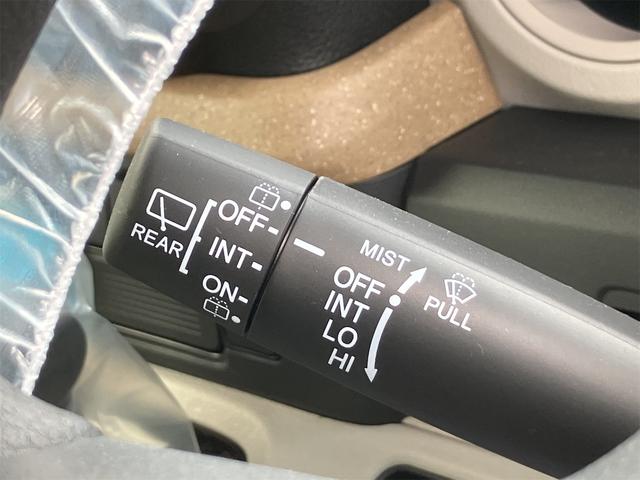 REAR
OFF
INT
ON
MIST
OFF
INT
LO
HI
PULL